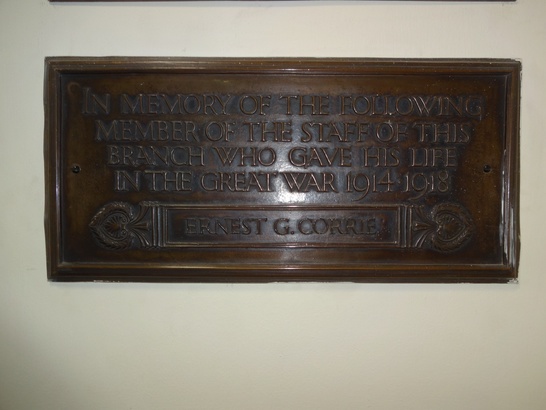 IN MEMORY OF THE FOLLOWING
MEMBER OF THE STAFF OF THIS
BRANCH WHO GAVE HIS LIFE
IN THE GREAT WAR 1914-1918
ERNEST G. CORRIE